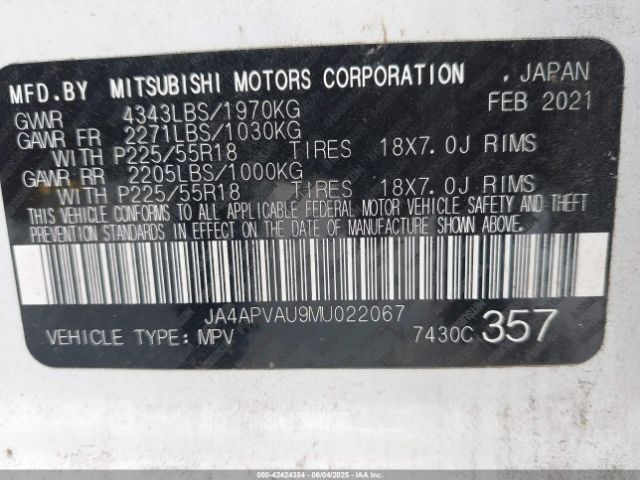 MFD.BY MITSUBISHI MOTORS CORPORATION , JAPAN
GVWR 4343LBS/1970KG FEB 2021
GAWR FR 2271LBS/1030KG
WITH P225/55R18 TIRES 18X7.0J RIMS
GAWR RR 2205LBS/1000KG
WITH P225/55R18 TIRES 18X7.0J RIMS
THIS VEHICLE CONFORMS TO ALL APPLICABLE FEDERAL MOTOR VEHICLE SAFETY AND THEFT
PREVENTION STANDARDS IN EFFECT ON THE DATE OF MANUFACTURE SHOWN ABOVE.
JA4APVAU9MU022067
VEHICLE TYPE:MPV 7430C 357
000-42424354 - 06/04/2025 - IAAI.COM